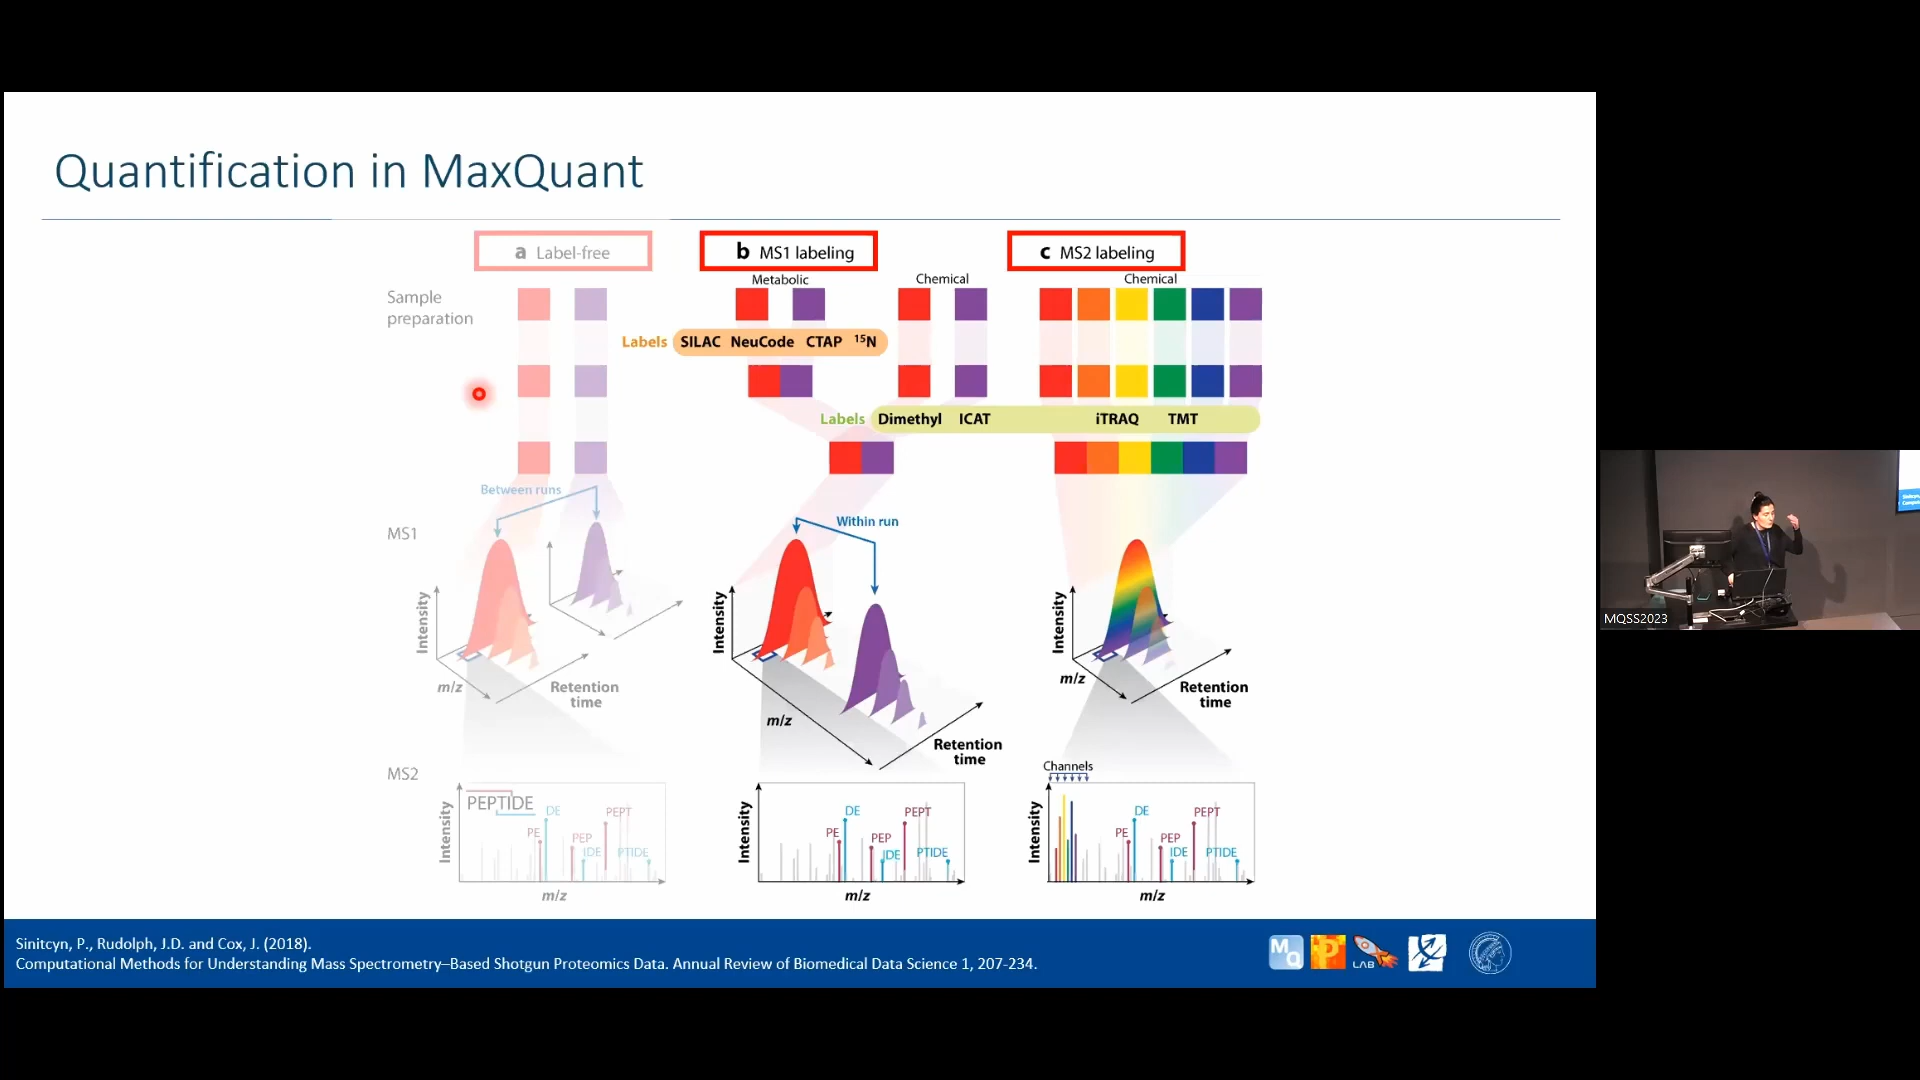 Quantification in MaxQuant
a Label-free
b MS1 labeling
c MS2 labeling
Metabolic
Chemical
Chemical
Sample
preparation
Labels SILAC NeuCode CTAP ¹⁵N
Labels Dimethyl ICAT iTRAQ TMT
Between runs
Within run
MS1
Intensity
m/z
Retention
time
Intensity
m/z
Retention
time
Intensity
m/z
Retention
time
MS2
Intensity
PEPTIDE
DE
PEPT
PE
PEP
IDE
PTIDE
m/z
Intensity
DE
PEPT
PE
PEP
IDE
PTIDE
m/z
Channels
Intensity
DE
PEPT
PE
PEP
IDE
PTIDE
m/z
Sinitcyn, P., Rudolph, J.D. and Cox, J. (2018).
Computational Methods for Understanding Mass Spectrometry–Based Shotgun Proteomics Data. Annual Review of Biomedical Data Science 1, 207-234.
MQ
P
LAB
MQSS2023